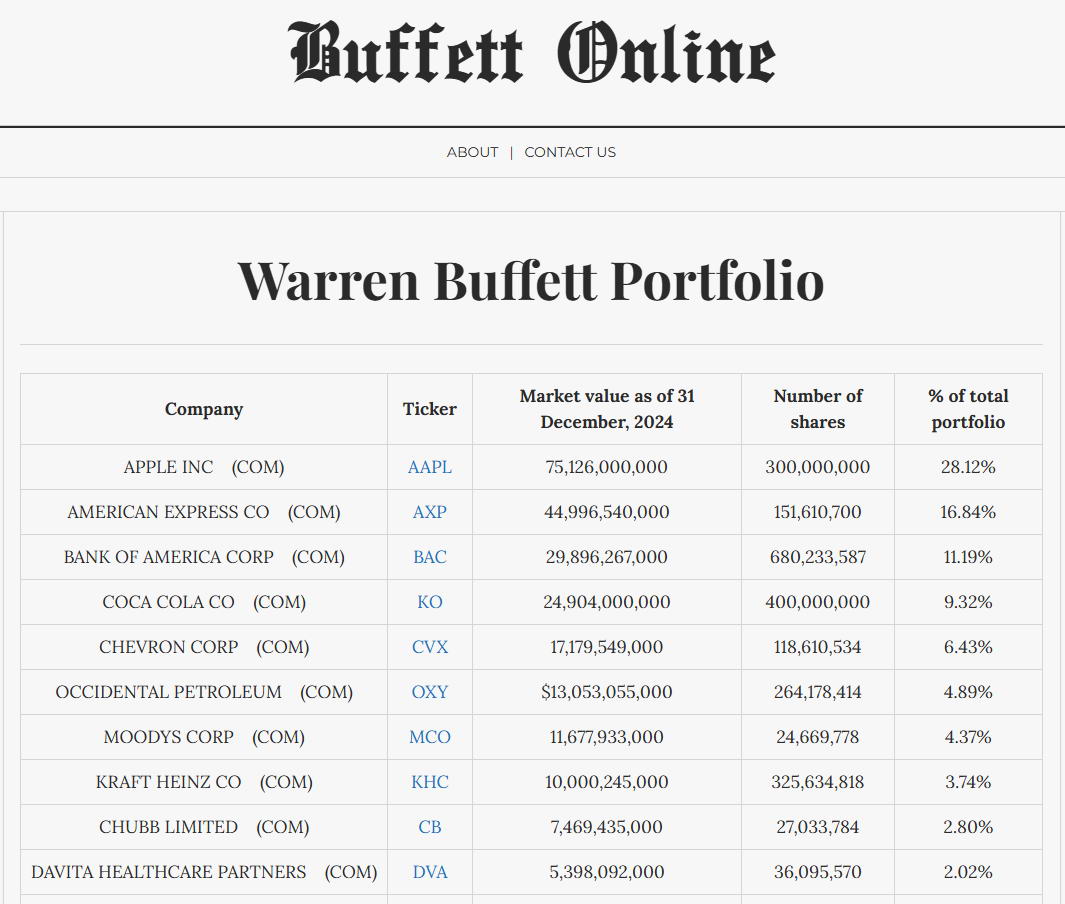 Buffett Online
ABOUT | CONTACT US
Warren Buffett Portfolio
Company Ticker Market value as of 31 December, 2024 Number of shares % of total portfolio
APPLE INC (COM) AAPL 75,126,000,000 300,000,000 28.12%
AMERICAN EXPRESS CO (COM) AXP 44,996,540,000 151,610,700 16.84%
BANK OF AMERICA CORP (COM) BAC 29,896,267,000 680,233,587 11.19%
COCA COLA CO (COM) KO 24,904,000,000 400,000,000 9.32%
CHEVRON CORP (COM) CVX 17,179,549,000 118,610,534 6.43%
OCCIDENTAL PETROLEUM (COM) OXY $13,053,055,000 264,178,414 4.89%
MOODYS CORP (COM) MCO 11,677,933,000 24,669,778 4.37%
KRAFT HEINZ CO (COM) KHC 10,000,245,000 325,634,818 3.74%
CHUBB LIMITED (COM) CB 7,469,435,000 27,033,784 2.80%
DAVITA HEALTHCARE PARTNERS (COM) DVA 5,398,092,000 36,095,570 2.02%